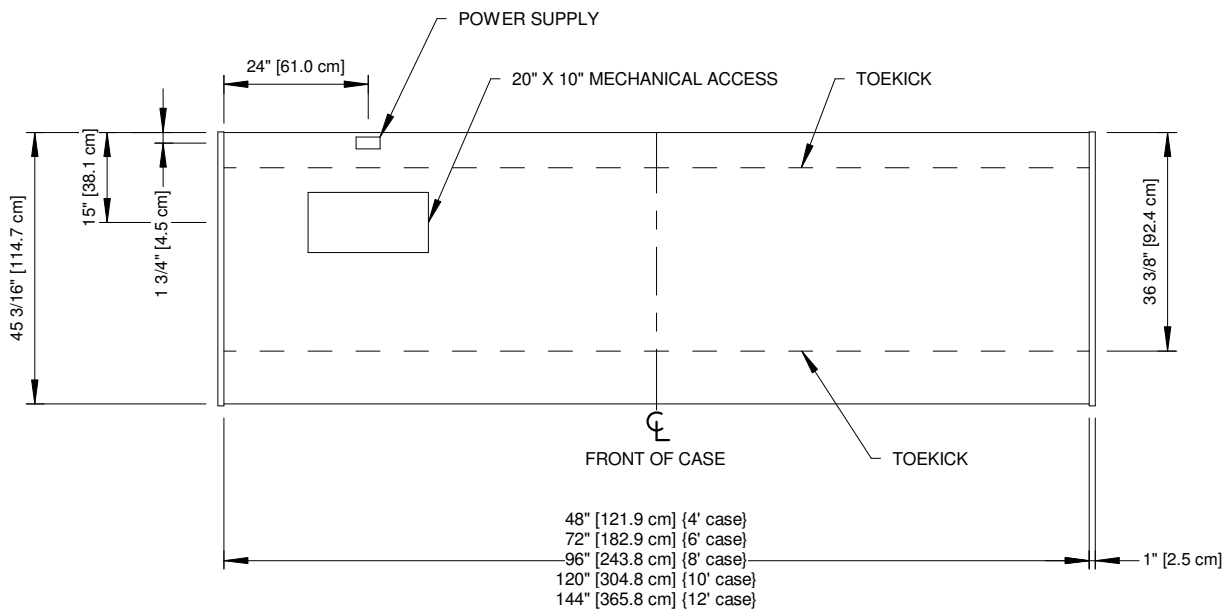 POWER SUPPLY
24" [61.0 cm]
20" X 10" MECHANICAL ACCESS
TOEKICK
45 3/16" [114.7 cm]
15" [38.1 cm]
1 3/4" [4.5 cm]
36 3/8" [92.4 cm]
℄
FRONT OF CASE
TOEKICK
48" [121.9 cm] {4' case}
72" [182.9 cm] {6' case}
96" [243.8 cm] {8' case}
1" [2.5 cm]
120" [304.8 cm] {10' case}
144" [365.8 cm] {12' case}